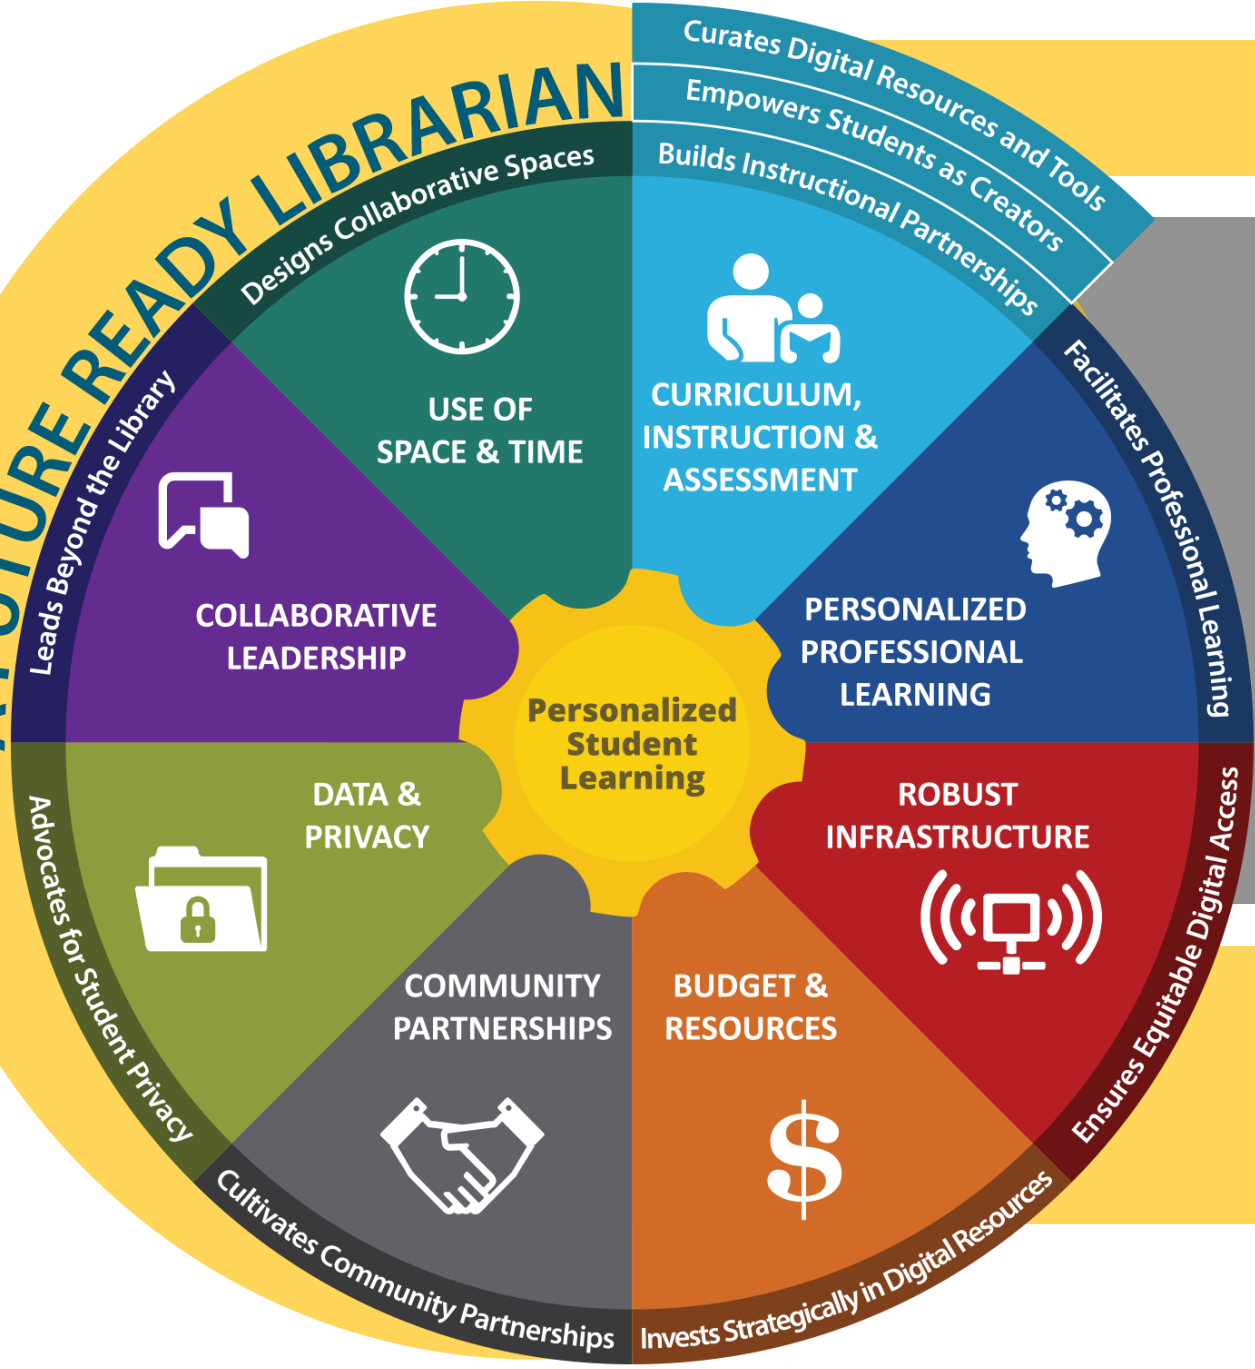 FUTURE READY LIBRARIAN
Curates Digital Resources and Tools
Empowers Students as Creators
Builds Instructional Partnerships
CURRICULUM,
INSTRUCTION &
ASSESSMENT
Facilitates Professional Learning
PERSONALIZED
PROFESSIONAL
LEARNING
Ensures Equitable Digital Access
ROBUST
INFRASTRUCTURE
Invests Strategically in Digital Resources
BUDGET &
RESOURCES
$
Cultivates Community Partnerships
COMMUNITY
PARTNERSHIPS
Advocates for Student Privacy
DATA &
PRIVACY
Leads Beyond the Library
COLLABORATIVE
LEADERSHIP
Designs Collaborative Spaces
USE OF
SPACE & TIME
Personalized
Student
Learning